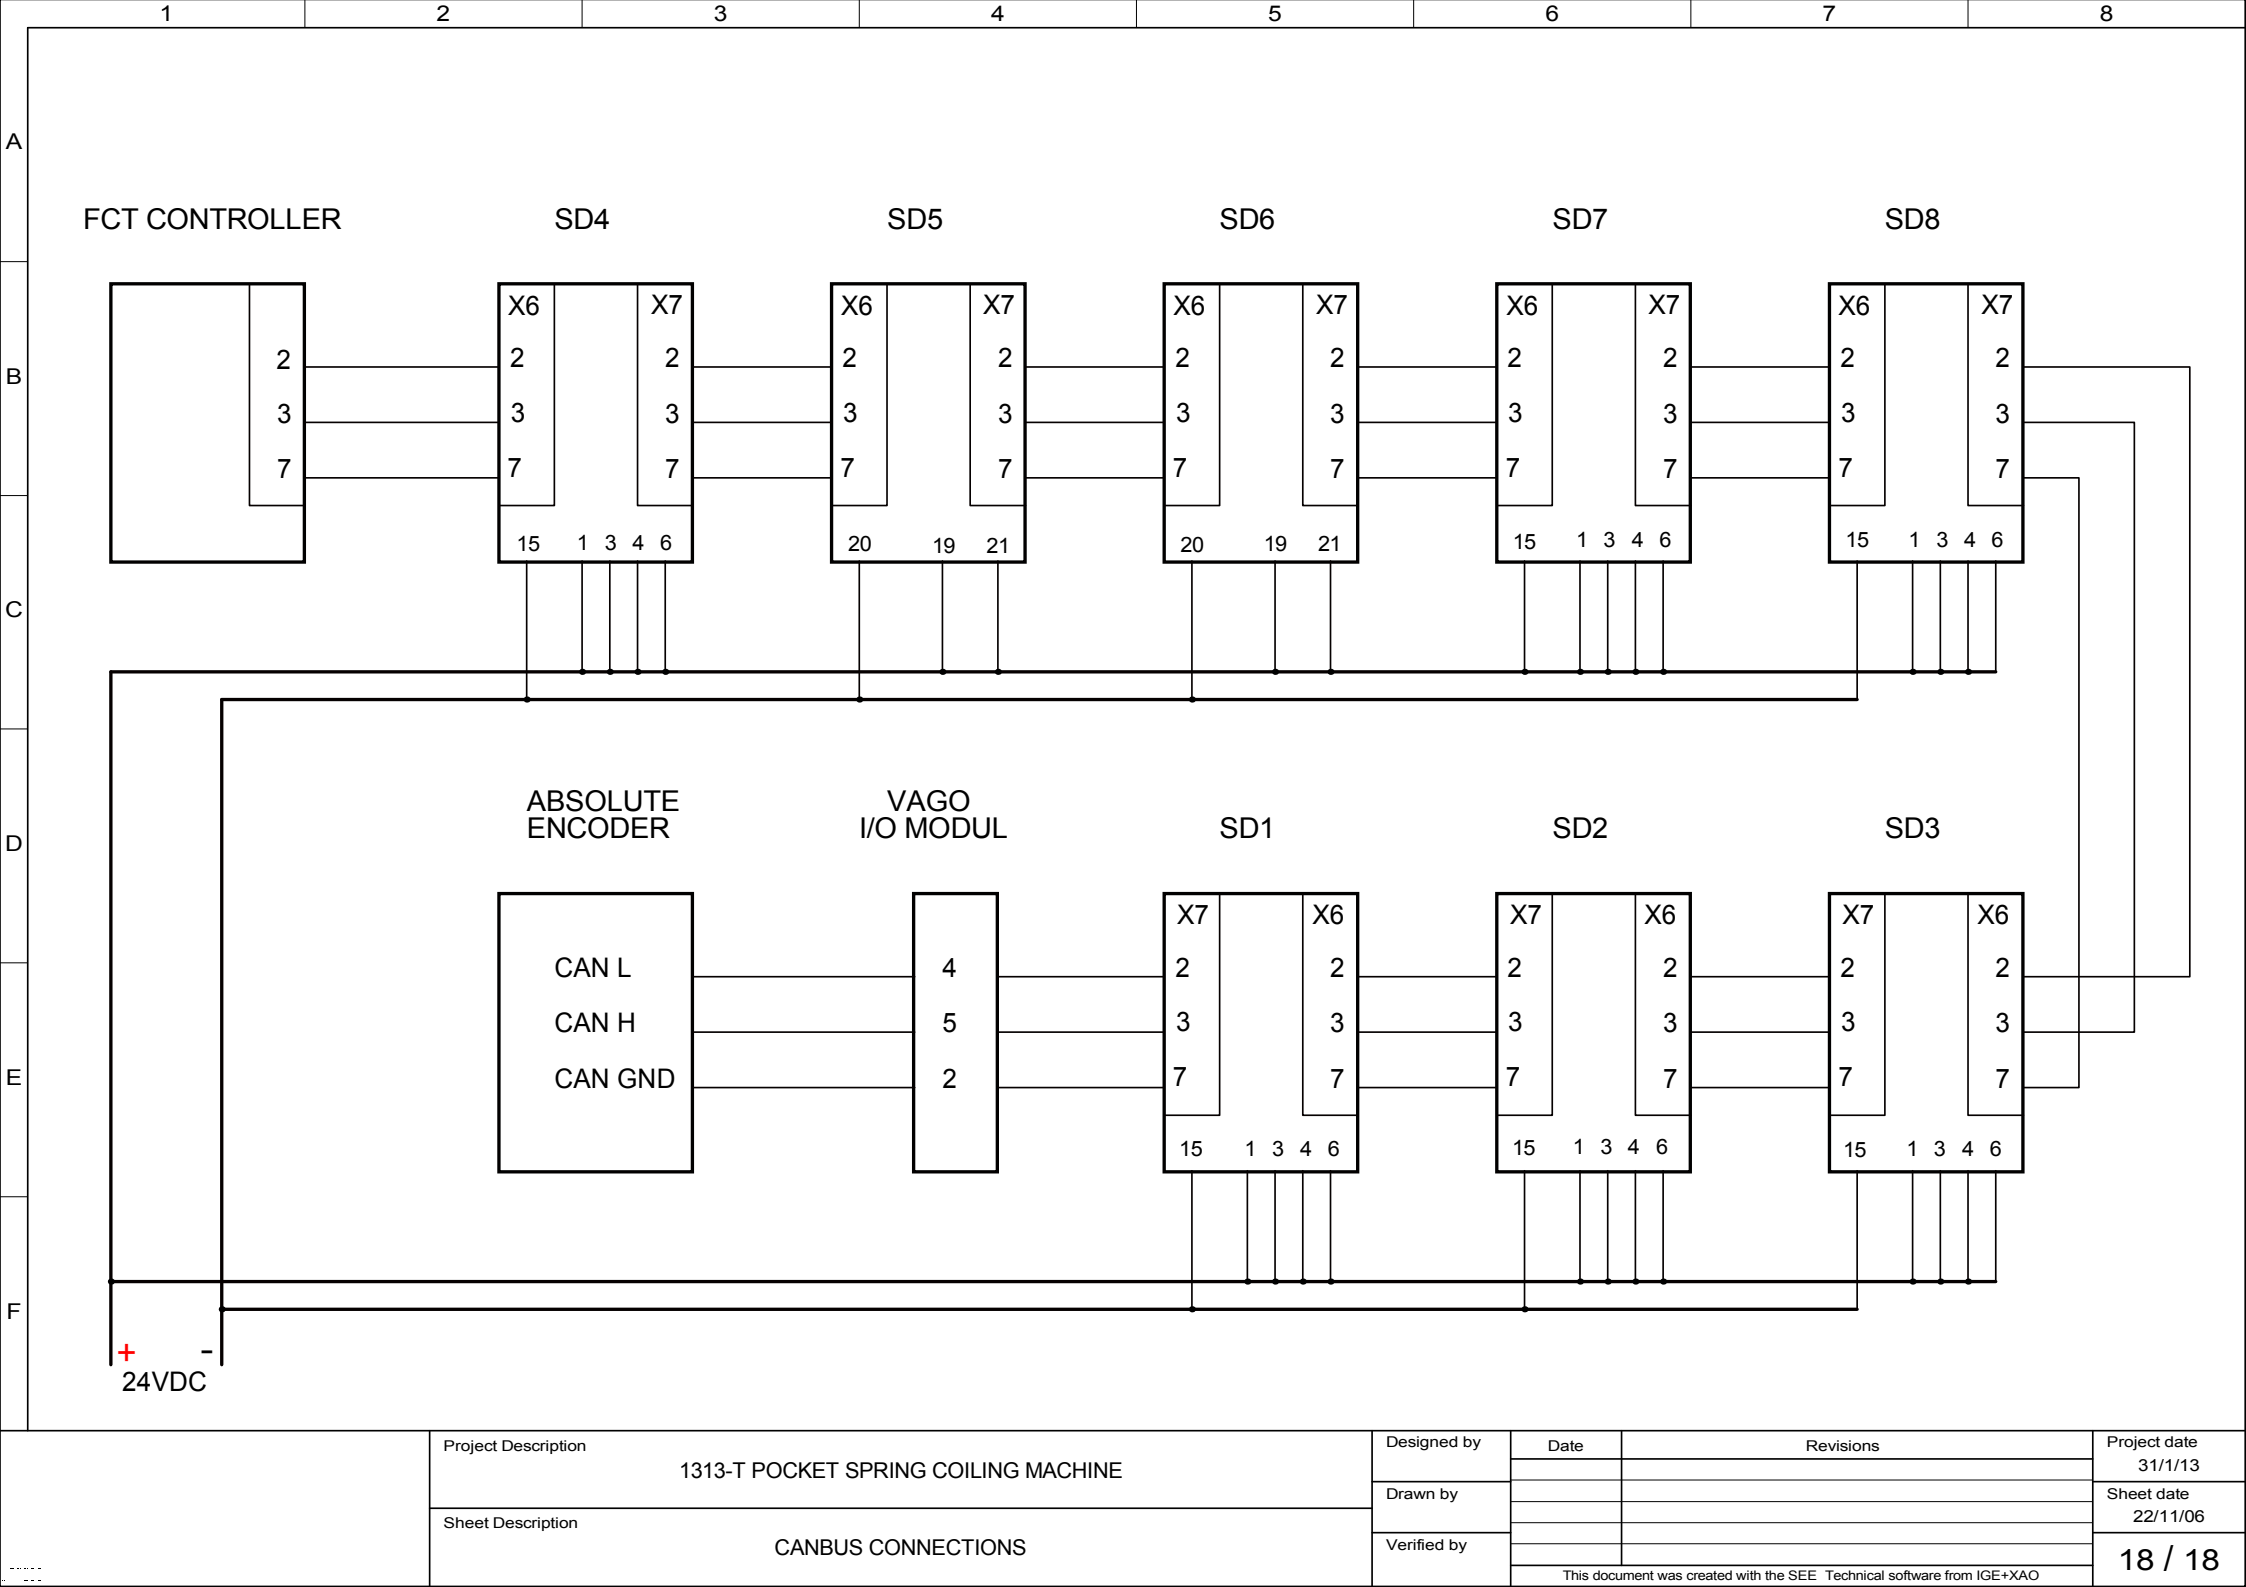 1 2 3 4 5 6 7 8
A
B
C
D
E
F
FCT CONTROLLER SD4 SD5 SD6 SD7 SD8
X6 X7 X6 X7 X6 X7 X6 X7 X6 X7
2 2 2 2 2 2 2 2 2 2 2
3 3 3 3 3 3 3 3 3 3 3
7 7 7 7 7 7 7 7 7 7 7
15 1 3 4 6 20 19 21 20 19 21 15 1 3 4 6 15 1 3 4 6
ABSOLUTE
ENCODER
VAGO
I/O MODUL
SD1 SD2 SD3
X7 X6 X7 X6 X7 X6
CAN L 4 2 2 2 2 2 2
CAN H 5 3 3 3 3 3 3
CAN GND 2 7 7 7 7 7 7
15 1 3 4 6 15 1 3 4 6 15 1 3 4 6
+ -
24VDC
Project Description
1313-T POCKET SPRING COILING MACHINE
Sheet Description
CANBUS CONNECTIONS
Designed by
Drawn by
Verified by
Date Revisions
This document was created with the SEE Technical software from IGE+XAO
Project date
31/1/13
Sheet date
22/11/06
18 / 18